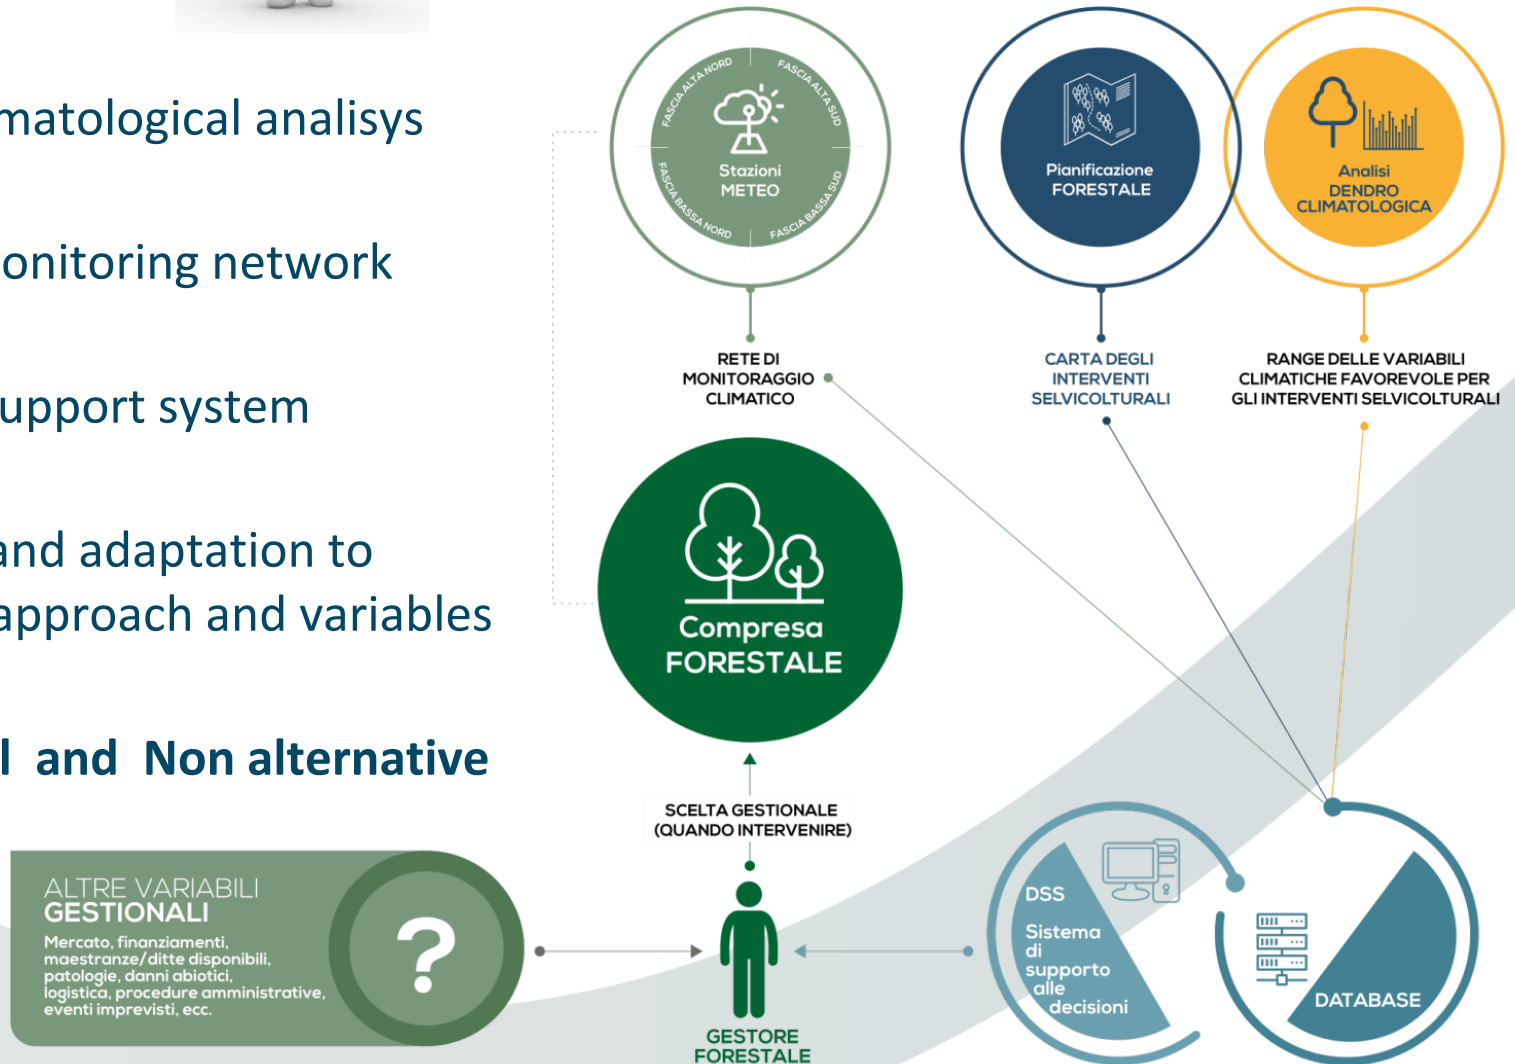 matological analisys
onitoring network
upport system
and adaptation to
approach and variables
l and Non alternative
FASCIA ALTA NORD
FASCIA ALTA SUD
FASCIA BASSA NORD
FASCIA BASSA SUD
Stazioni
METEO
Pianificazione
FORESTALE
Analisi
DENDRO
CLIMATOLOGICA
RETE DI
MONITORAGGIO
CLIMATICO
CARTA DEGLI
INTERVENTI
SELVICOLTURALI
RANGE DELLE VARIABILI
CLIMATICHE FAVOREVOLE PER
GLI INTERVENTI SELVICOLTURALI
Compresa
FORESTALE
SCELTA GESTIONALE
(QUANDO INTERVENIRE)
ALTRE VARIABILI
GESTIONALI
Mercato, finanziamenti,
maestranze/ditte disponibili,
patologie, danni abiotici,
logistica, procedure amministrative,
eventi imprevisti, ecc.
?
GESTORE
FORESTALE
DSS
Sistema
di
supporto
alle
decisioni
DATABASE